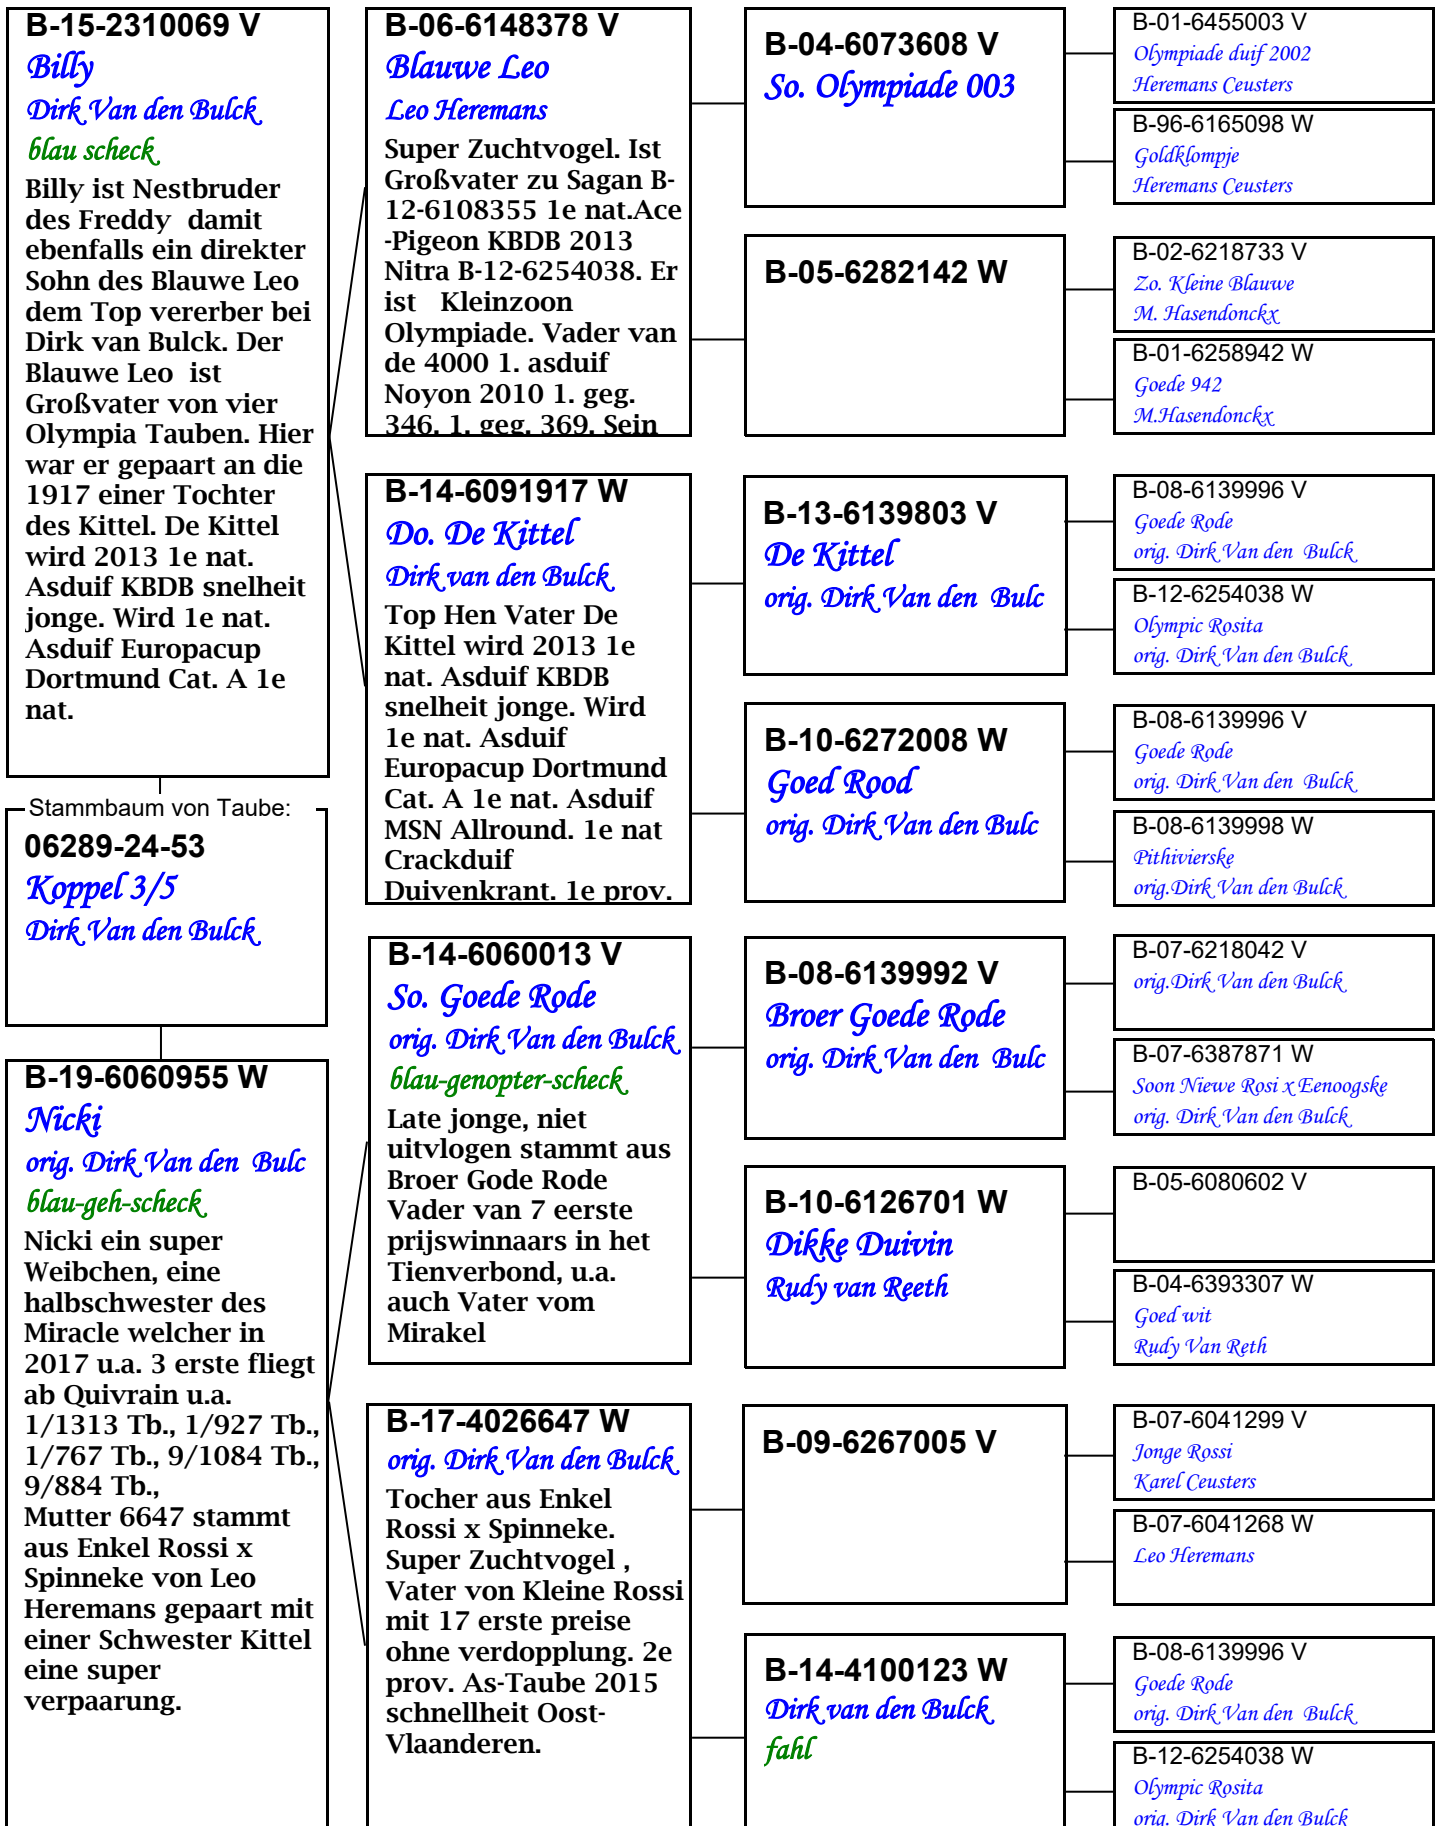 B-15-2310069 V
Billy
Dirk Van den Bulck
blau scheck
Billy ist Nestbruder
des Freddy damit
ebenfalls ein direkter
Sohn des Blauwe Leo
dem Top vererber bei
Dirk van Bulck. Der
Blauwe Leo ist
Großvater von vier
Olympia Tauben. Hier
war er gepaart an die
1917 einer Tochter
des Kittel. De Kittel
wird 2013 1e nat.
Asduif KBDB snelheit
jonge. Wird 1e nat.
Asduif Europacup
Dortmund Cat. A 1e
nat.
Stammbaum von Taube:
06289-24-53
Koppel 3/5
Dirk Van den Bulck
B-19-6060955 W
Nicki
orig. Dirk Van den Bulc
blau-geh-scheck
Nicki ein super
Weibchen, eine
halbschwester des
Miracle welcher in
2017 u.a. 3 erste fliegt
ab Quivrain u.a.
1/1313 Tb., 1/927 Tb.,
1/767 Tb., 9/1084 Tb.,
9/884 Tb.,
Mutter 6647 stammt
aus Enkel Rossi x
Spinneke von Leo
Heremans gepaart mit
einer Schwester Kittel
eine super
verpaarung.
B-06-6148378 V
Blauwe Leo
Leo Heremans
Super Zuchtvogel. Ist
Großvater zu Sagan B-
12-6108355 1e nat.Ace
-Pigeon KBDB 2013
Nitra B-12-6254038. Er
ist Kleinzoon
Olympiade. Vader van
de 4000 1. asduif
Noyon 2010 1. geg.
346. 1. geg. 369. Sein
B-14-6091917 W
Do. De Kittel
Dirk van den Bulck
Top Hen Vater De
Kittel wird 2013 1e
nat. Asduif KBDB
snelheit jonge. Wird
1e nat. Asduif
Europacup Dortmund
Cat. A 1e nat. Asduif
MSN Allround. 1e nat
Crackduif
Duivenkrant. 1e prov.
B-14-6060013 V
So. Goede Rode
orig. Dirk Van den Bulck
blau-genopter-scheck
Late jonge, niet
uitvlogen stammt aus
Broer Gode Rode
Vader van 7 eerste
prijswinnaars in het
Tienverbond, u.a.
auch Vater vom
Mirakel
B-17-4026647 W
orig. Dirk Van den Bulck
Tocher aus Enkel
Rossi x Spinneke.
Super Zuchtvogel ,
Vater von Kleine Rossi
mit 17 erste preise
ohne verdopplung. 2e
prov. As-Taube 2015
schnellheit Oost-
Vlaanderen.
B-04-6073608 V
So. Olympiade 003
B-05-6282142 W
B-13-6139803 V
De Kittel
orig. Dirk Van den Bulc
B-10-6272008 W
Goed Rood
orig. Dirk Van den Bulc
B-08-6139992 V
Broer Goede Rode
orig. Dirk Van den Bulc
B-10-6126701 W
Dikke Duivin
Rudy van Reeth
B-09-6267005 V
B-14-4100123 W
Dirk van den Bulck
fahl
B-01-6455003 V
Olympiade duif 2002
Heremans Ceusters
B-96-6165098 W
Goldklompje
Heremans Ceusters
B-02-6218733 V
Zo. Kleine Blauwe
M. Hasendonckx
B-01-6258942 W
Goede 942
M.Hasendonckx
B-08-6139996 V
Goede Rode
orig. Dirk Van den Bulck
B-12-6254038 W
Olympic Rosita
orig. Dirk Van den Bulck
B-08-6139996 V
Goede Rode
orig. Dirk Van den Bulck
B-08-6139998 W
Pithivierske
orig.Dirk Van den Bulck
B-07-6218042 V
orig.Dirk Van den Bulck
B-07-6387871 W
Soon Niewe Rosi x Eenoogske
orig. Dirk Van den Bulck
B-05-6080602 V
B-04-6393307 W
Goed wit
Rudy Van Reth
B-07-6041299 V
Jonge Rossi
Karel Ceusters
B-07-6041268 W
Leo Heremans
B-08-6139996 V
Goede Rode
orig. Dirk Van den Bulck
B-12-6254038 W
Olympic Rosita
orig. Dirk Van den Bulck